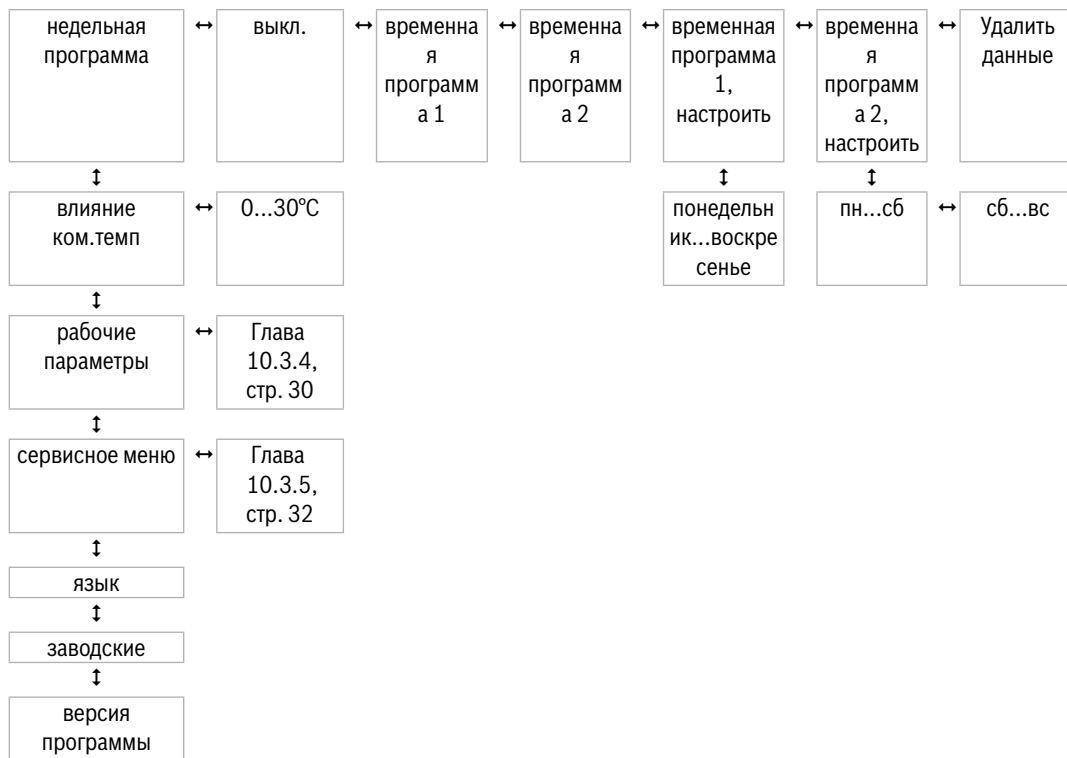 недельная
программа
↔
выкл.
↔
временна
я
программ
а 1
↔
временна
я
программ
а 2
↔
временная
программа
1,
настроить
↔
временна
я
программ
а 2,
настроить
↔
Удалить
данные
↕
↕
↕
влияние
ком.темп
↔
0...30°C
понедельн
ик...воскре
сенье
пн...сб
↔
сб...вс
↕
рабочие
параметры
↔
Глава
10.3.4,
стр. 30
↕
сервисное меню
↔
Глава
10.3.5,
стр. 32
↕
язык
↕
заводские
↕
версия
программы